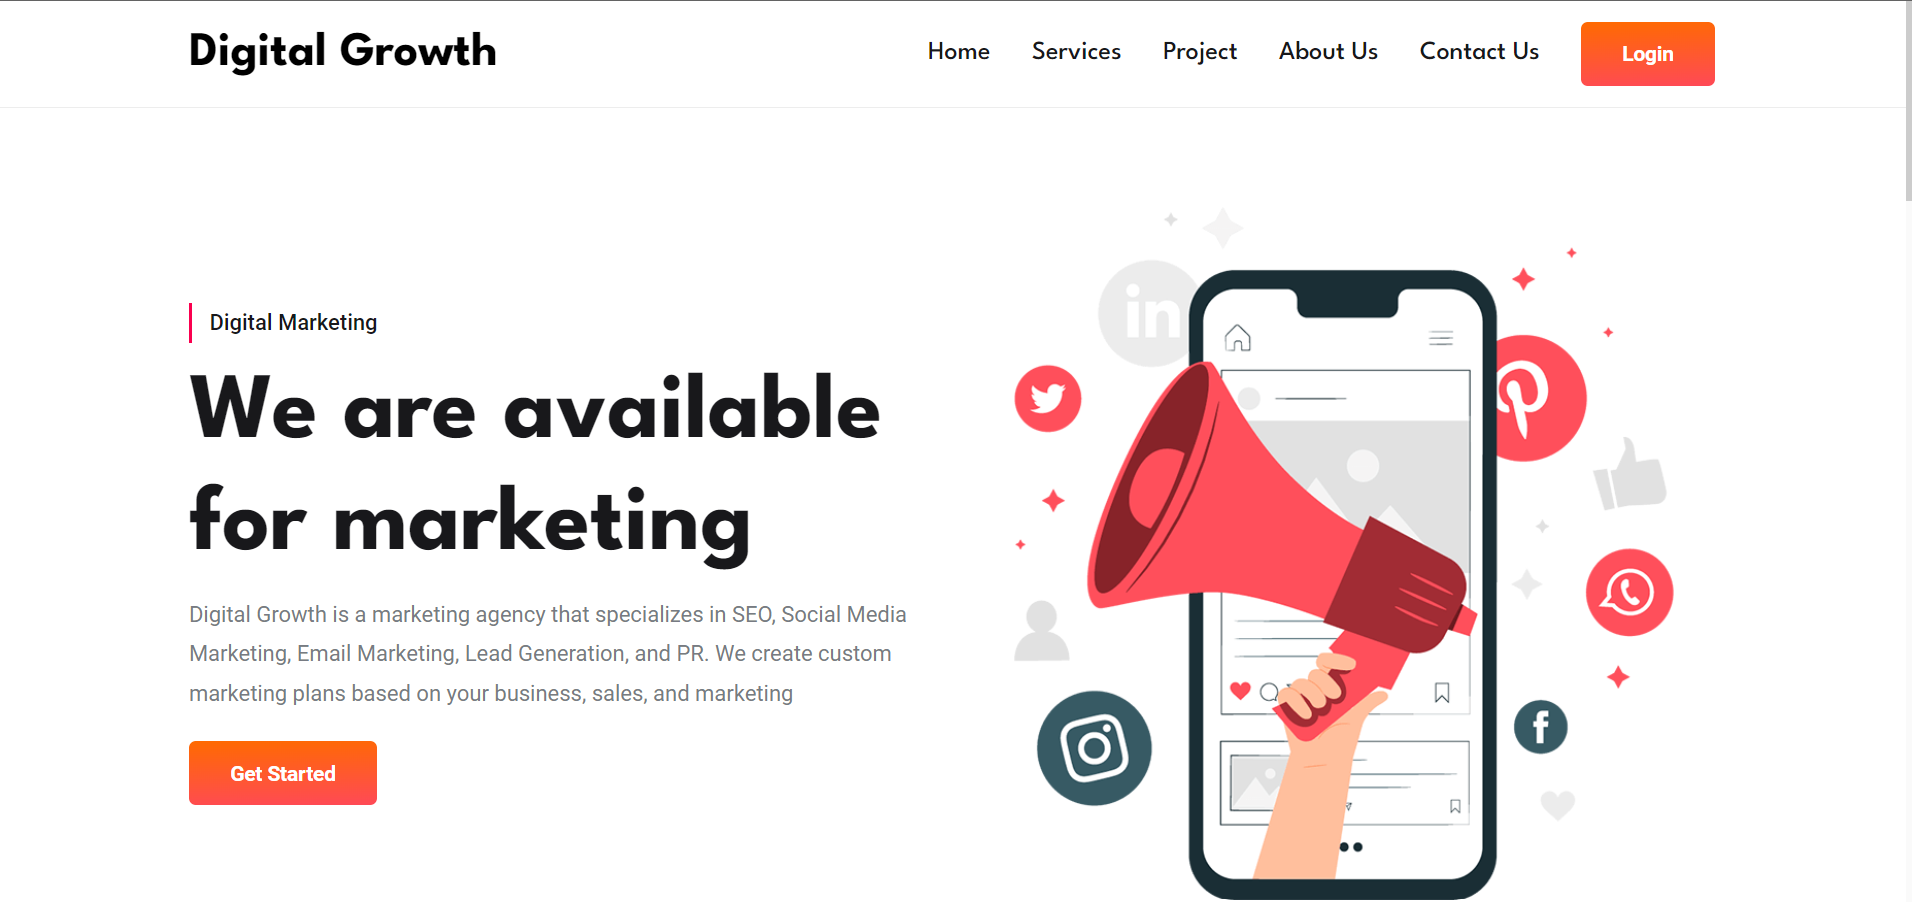 Digital Growth
Home Services Project About Us Contact Us Login
Digital Marketing
We are available
for marketing
Digital Growth is a marketing agency that specializes in SEO, Social Media
Marketing, Email Marketing, Lead Generation, and PR. We create custom
marketing plans based on your business, sales, and marketing
Get Started
in